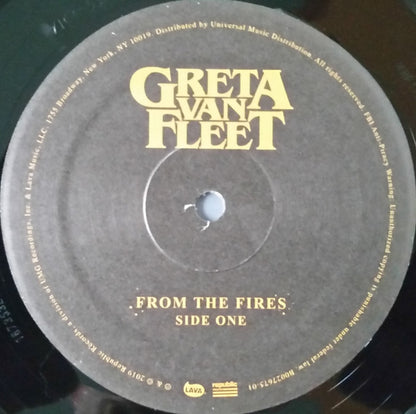 GRETA
VAN
FLEET
FROM THE FIRES
SIDE ONE
LAVA
republic
℗ & © 2019 Republic Records, a division of UMG Recordings, Inc. & Lava Music, LLC, 1755 Broadway, New York, NY 10019. Distributed by Universal Music Distribution. All rights reserved. FBI Anti-Piracy Warning: Unauthorized copying is punishable under federal law. B0027675-01